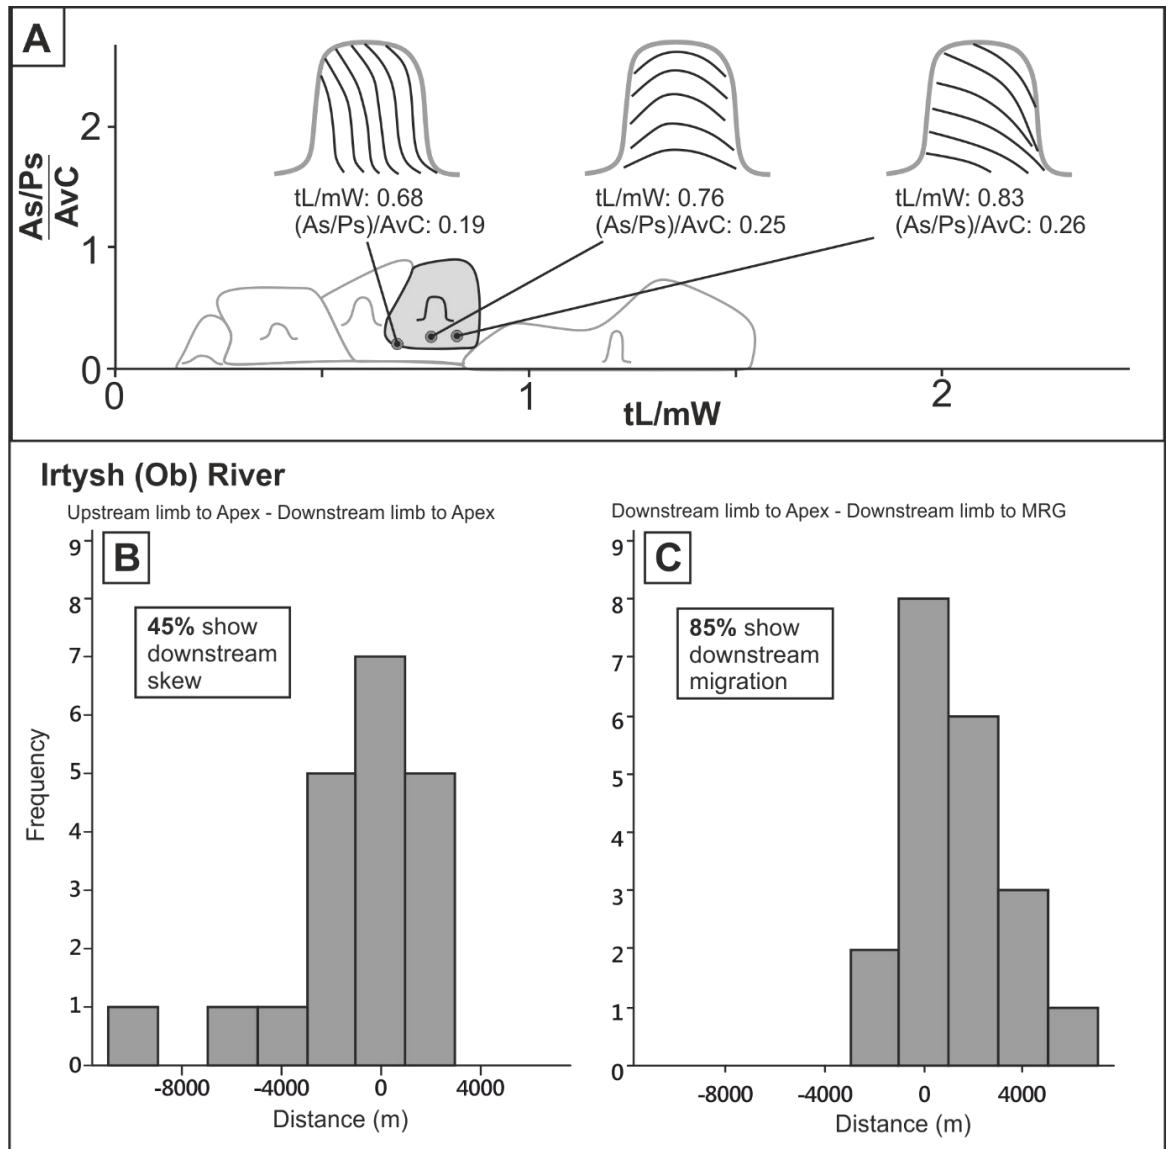 A
As/Ps
AvC
2
1
0
tL/mW: 0.68
(As/Ps)/AvC: 0.19
tL/mW: 0.76
(As/Ps)/AvC: 0.25
tL/mW: 0.83
(As/Ps)/AvC: 0.26
0
1
2
tL/mW
Irtysh (Ob) River
Upstream limb to Apex - Downstream limb to Apex
B
45% show
downstream
skew
Frequency
9
8
7
6
5
4
3
2
1
0
-8000
-4000
0
4000
Distance (m)
Downstream limb to Apex - Downstream limb to MRG
C
85% show
downstream
migration
9
8
7
6
5
4
3
2
1
0
-8000
-4000
0
4000
Distance (m)